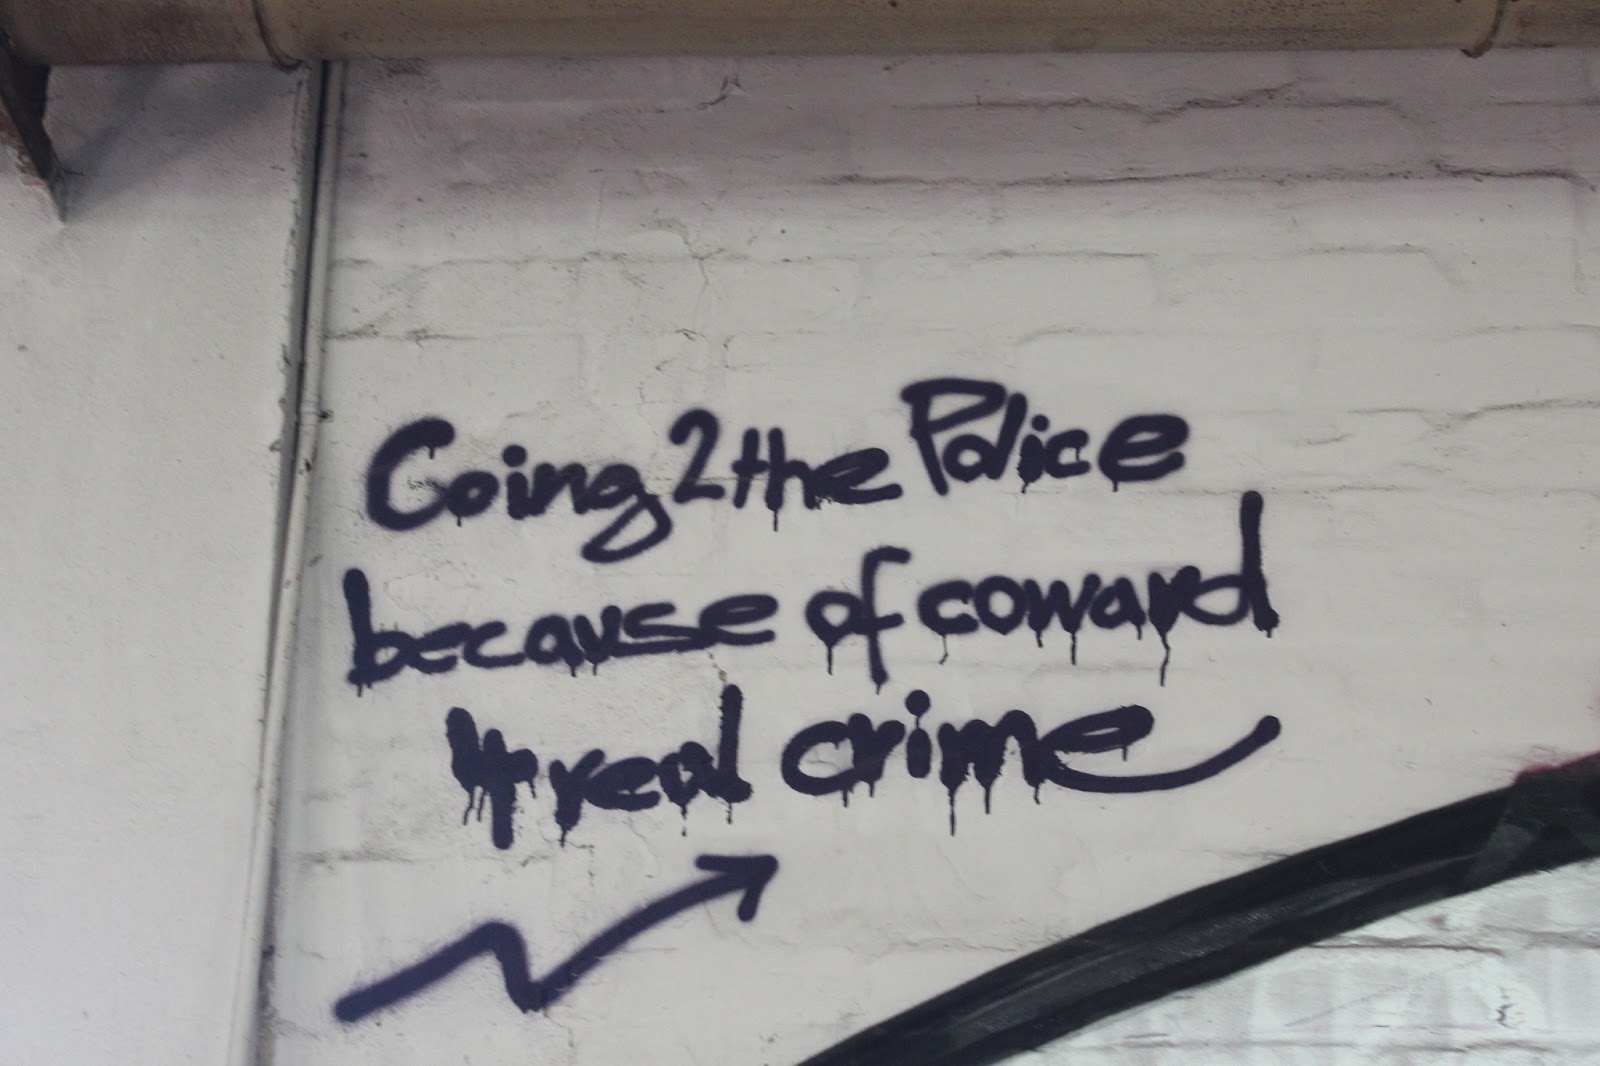 Going 2 the Police
because of coward
4 real crime